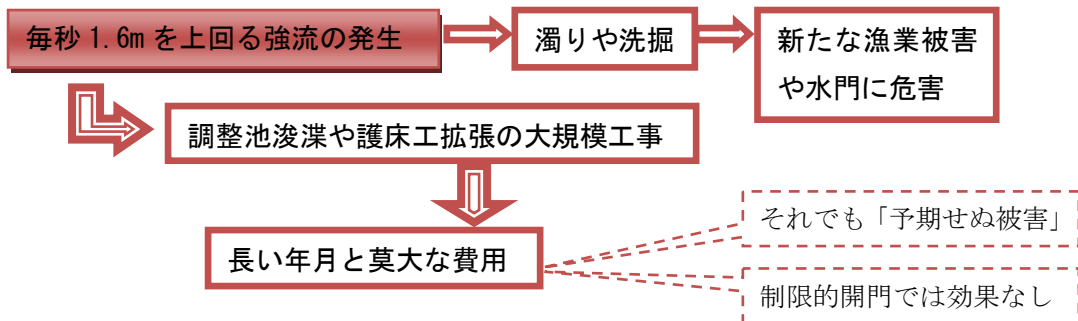 毎秒 1.6m を上回る強流の発生
濁りや洗掘
新たな漁業被害
や水門に危害
調整池浚渫や護床工拡張の大規模工事
長い年月と莫大な費用
それでも「予期せぬ被害」
制限的開門では効果なし